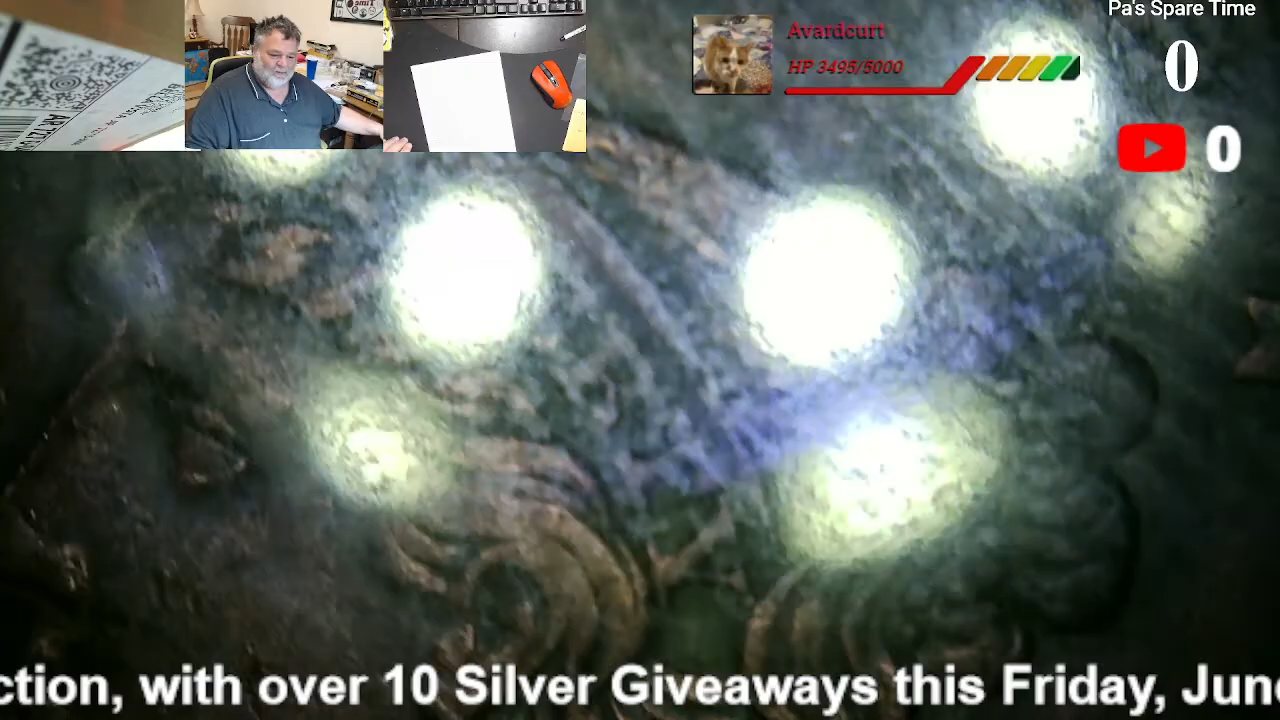 Pa's Spare Time
Avardcurt
HP 3495/5000
0
0
ction, with over 10 Silver Giveaways this Friday, June